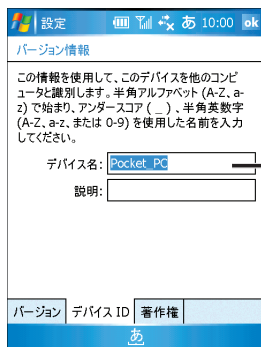 設定 あ 10:00 ok
バージョン情報
この情報を使用して、このデバイスを他のコンピ
ュータと識別します。半角アルファベット (A-Z、a-
z) で始まり、アンダースコア ( _ ) 、半角英数字
(A-Z、a-z、または 0-9) を使用した名前を入力
してください。
デバイス名: Pocket_PC
説明:
バージョン デバイス ID 著作権
あ